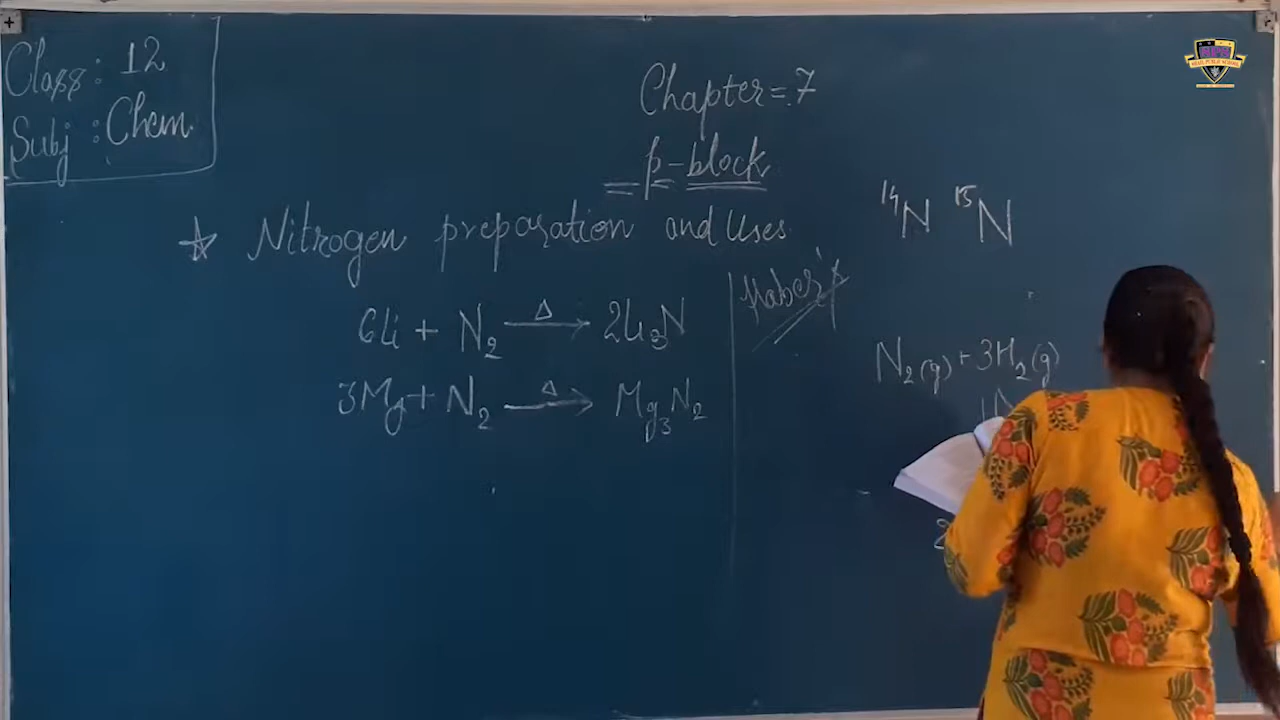 Class: 12
Subj : Chem.
Chapter = 7
p-block
☆ Nitrogen preparation and Uses
¹⁴N ¹⁵N
6Li + N₂ —Δ→ 2Li₃N
3Mg + N₂ —Δ→ Mg₃N₂
Haber's
N₂(g) + 3H₂(g)